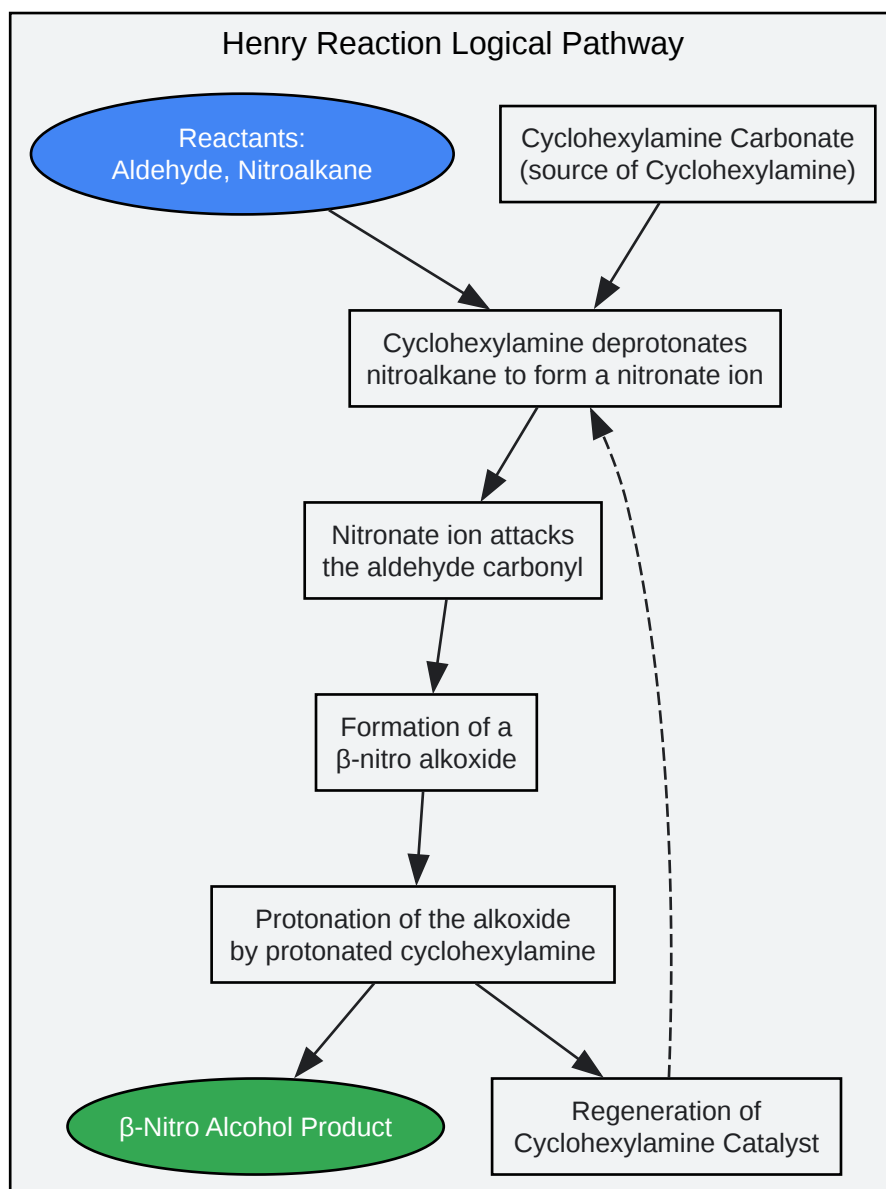 Henry Reaction Logical Pathway
Reactants:
Aldehyde, Nitroalkane
Cyclohexylamine Carbonate
(source of Cyclohexylamine)
Cyclohexylamine deprotonates
nitroalkane to form a nitronate ion
Nitronate ion attacks
the aldehyde carbonyl
Formation of a
β-nitro alkoxide
Protonation of the alkoxide
by protonated cyclohexylamine
β-Nitro Alcohol Product
Regeneration of
Cyclohexylamine Catalyst